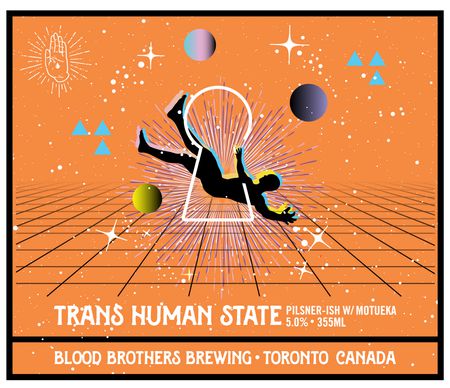 TRANS HUMAN STATE
PILSNER-ISH W/ MOTUEKA
5.0% • 355ML
BLOOD BROTHERS BREWING • TORONTO CANADA